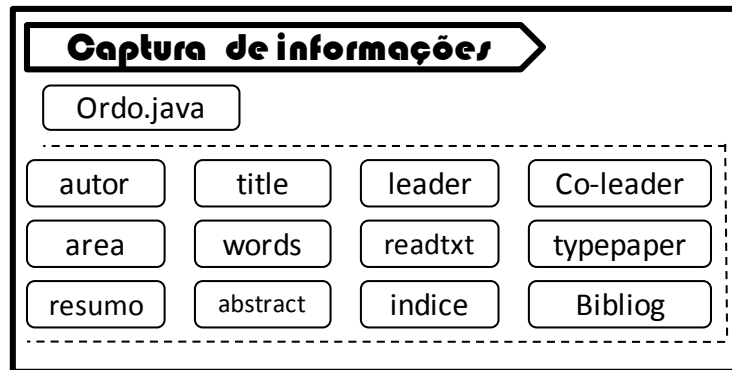 Captura de informações
Ordo.java
autor title leader Co-leader
area words readtxt typepaper
resumo abstract indice Bibliog